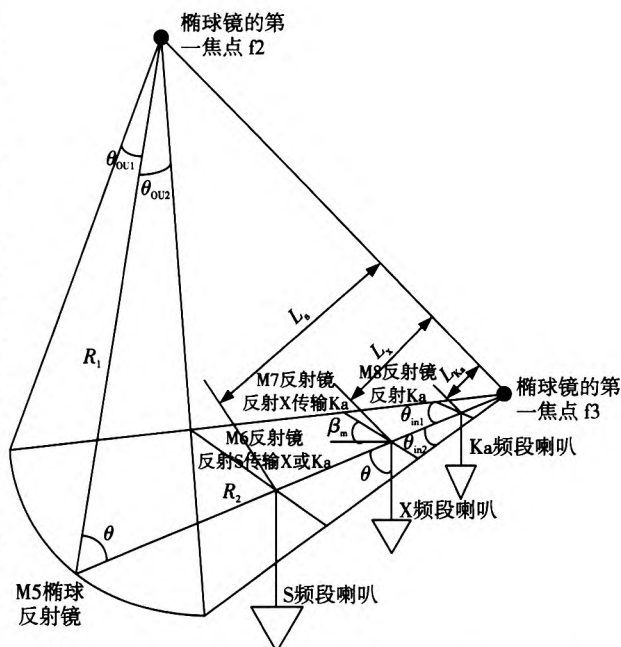 椭球镜的第
一焦点 f2
θOU1
θOU2
Ls
R1
Lx
M7反射镜
反射X传输Ka
M8反射镜
反射Ka
LKa
椭球镜的第
一焦点 f3
θin1
θin2
βm
M6反射镜
反射S传输X或Ka
Ka频段喇叭
θ
R2
X频段喇叭
θ
M5椭球
反射镜
S频段喇叭